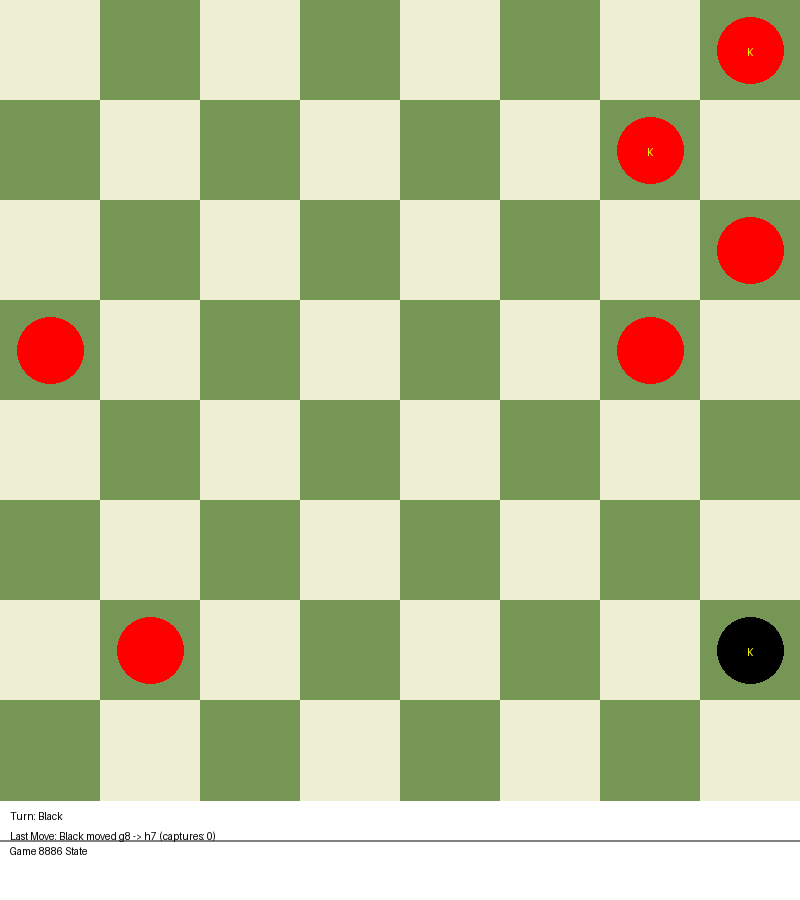 K
K
K
Turn: Black
Last Move: Black moved g8 -> h7 (captures: 0)
Game 8886 State